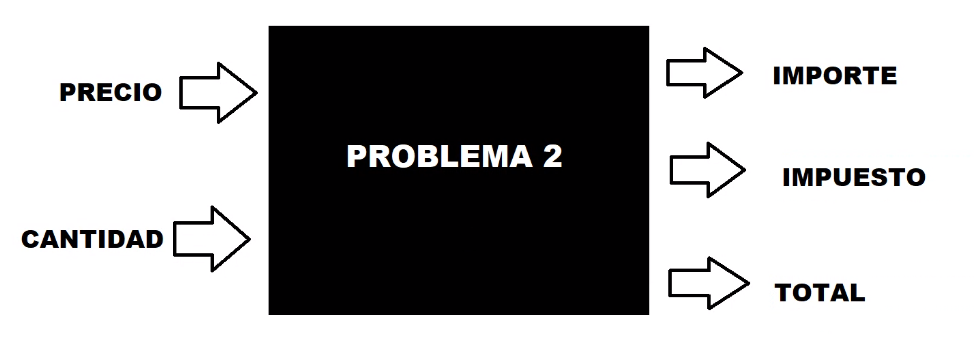 PRECIO
CANTIDAD
PROBLEMA 2
IMPORTE
IMPUESTO
TOTAL